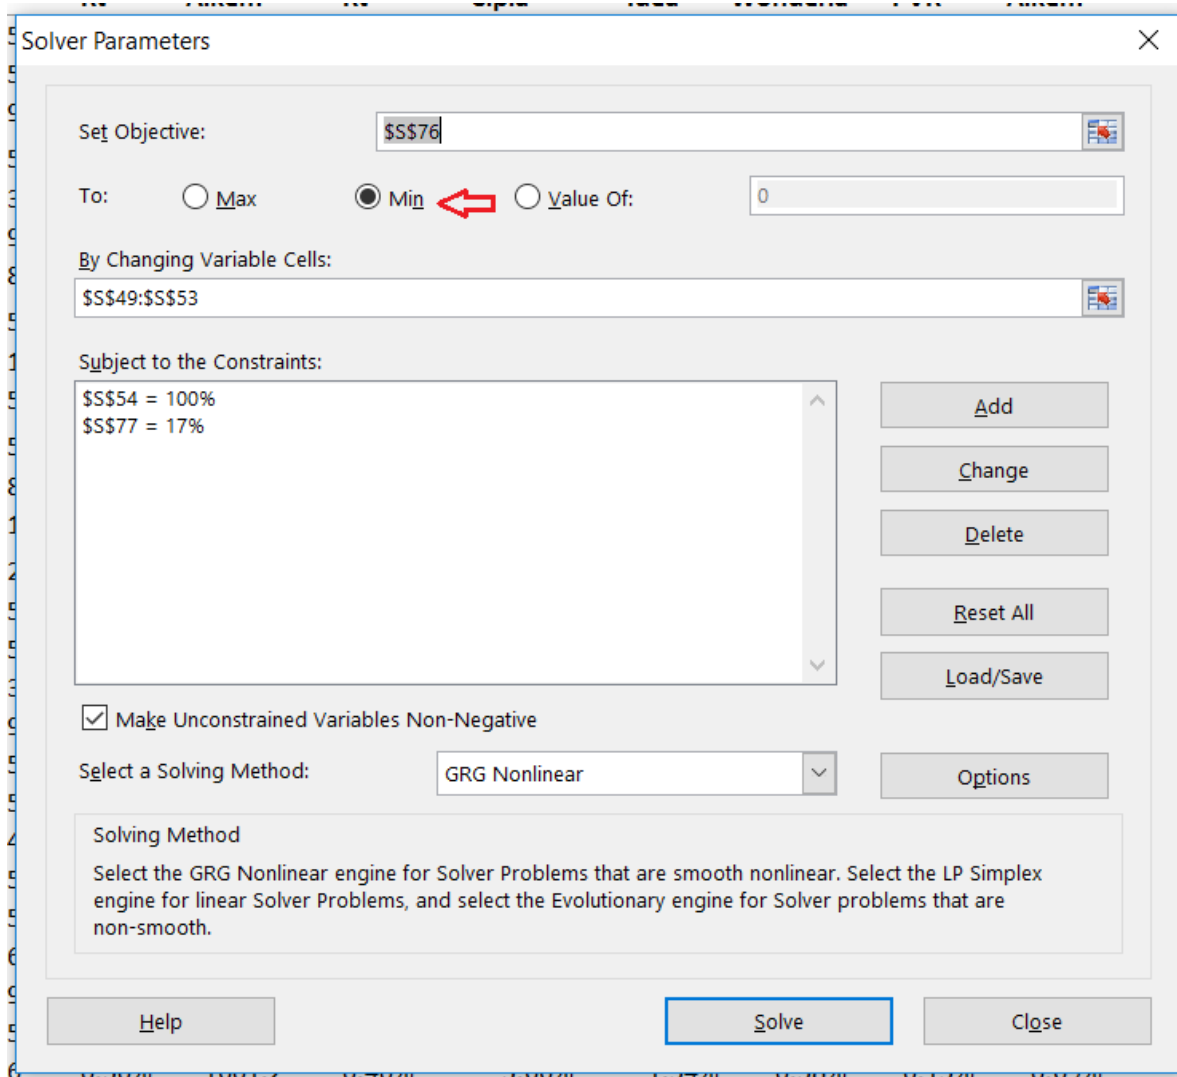 Solver Parameters
Set Objective: $S$76
To: Max Min Value Of: 0
By Changing Variable Cells:
$S$49:$S$53
Subject to the Constraints:
$S$54 = 100%
$S$77 = 17%
Add
Change
Delete
Reset All
Load/Save
Make Unconstrained Variables Non-Negative
Select a Solving Method: GRG Nonlinear Options
Solving Method
Select the GRG Nonlinear engine for Solver Problems that are smooth nonlinear. Select the LP Simplex
engine for linear Solver Problems, and select the Evolutionary engine for Solver problems that are
non-smooth.
Help Solve Close